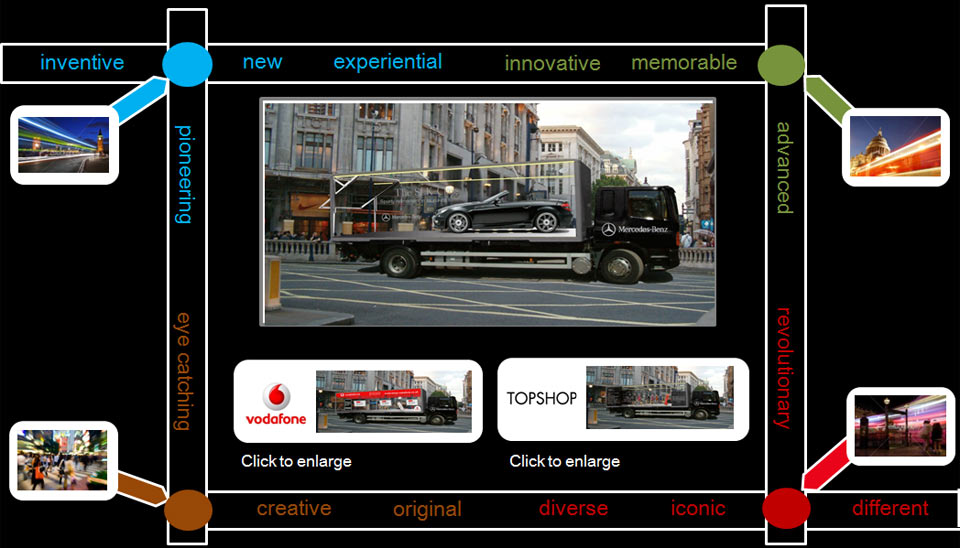 inventive
new
experiential
innovative
memorable
pioneering
advanced
Mercedes-Benz
eye catching
revolutionary
vodafone
TOPSHOP
Click to enlarge
Click to enlarge
creative
original
diverse
iconic
different